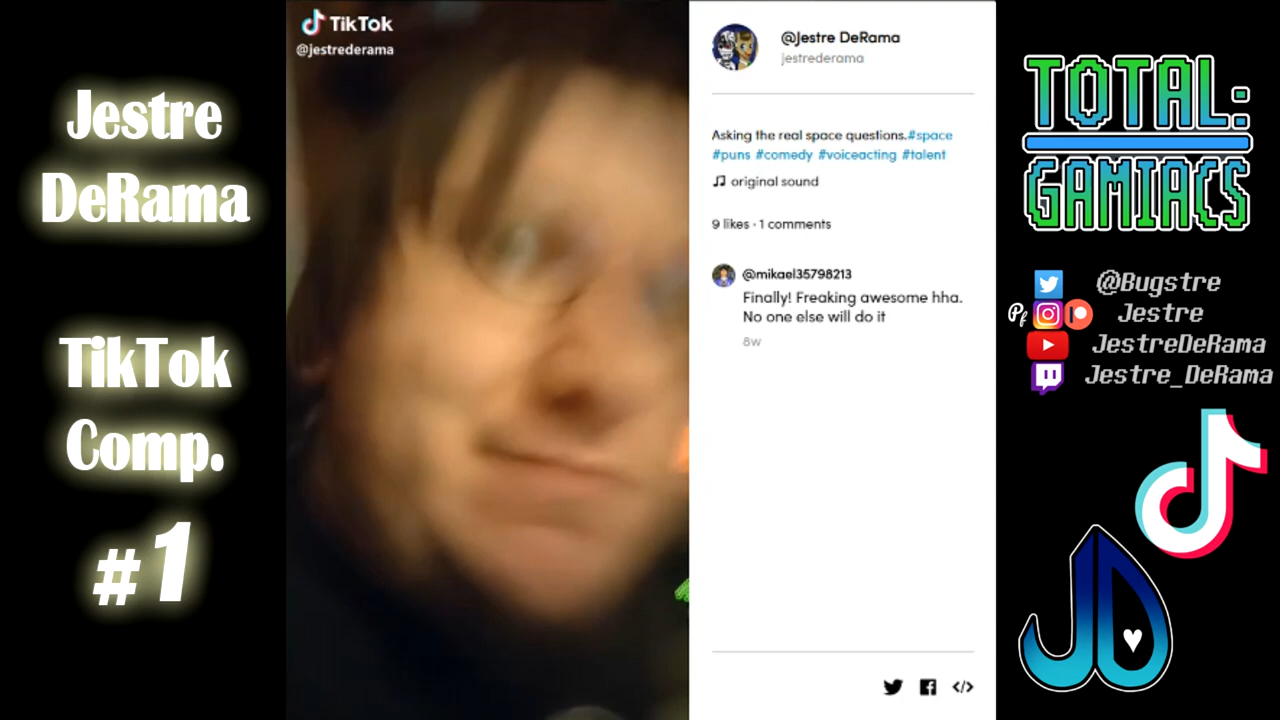 Jestre
DeRama
TikTok
Comp.
#1
TikTok
@jestrederama
@Jestre DeRama
jestrederama
Asking the real space questions.#space
#puns #comedy #voiceacting #talent
original sound
9 likes · 1 comments
@mikael35798213
Finally! Freaking awesome hha.
No one else will do it
8w
TOTAL:
GAMIACS
@Bugstre
Pf Jestre
JestreDeRama
Jestre_DeRama
JD